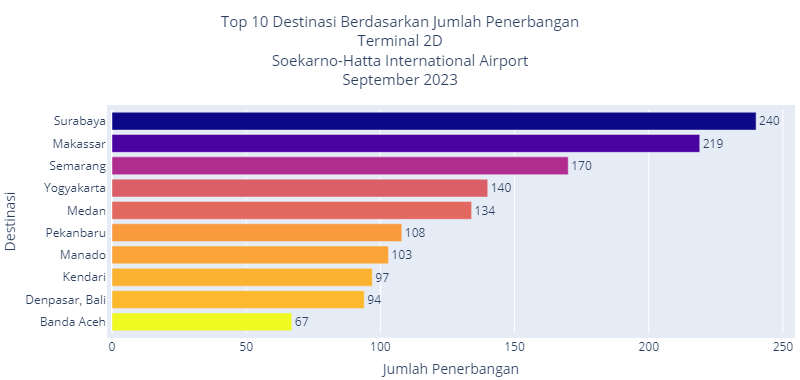 Top 10 Destinasi Berdasarkan Jumlah Penerbangan
Terminal 2D
Soekarno-Hatta International Airport
September 2023
Destinasi
Surabaya 240
Makassar 219
Semarang 170
Yogyakarta 140
Medan 134
Pekanbaru 108
Manado 103
Kendari 97
Denpasar, Bali 94
Banda Aceh 67
0 50 100 150 200 250
Jumlah Penerbangan